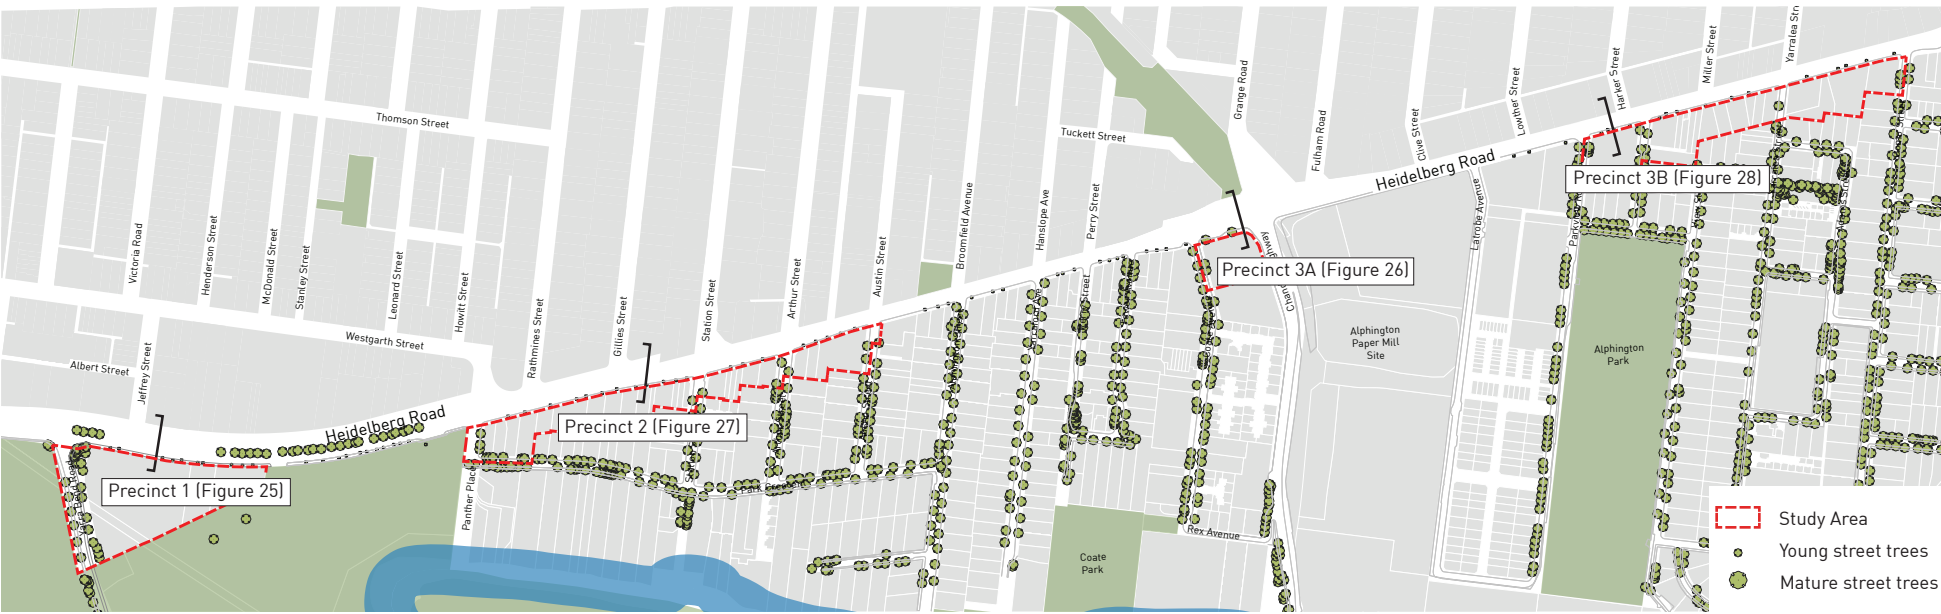 Thomson Street
Tuckett Street
Grange Road
Fulham Road
Clive Street
Lowther Street
Harker Street
Miller Street
Yarralea Str
Heidelberg Road
Precinct 3B (Figure 28)
Victoria Road
Henderson Street
McDonald Street
Stanley Street
Leonard Street
Howitt Street
Rathmines Street
Gillies Street
Station Street
Arthur Street
Austin Street
Broomfield Avenue
Hanslope Ave
Perry Street
Latrobe Avenue
Precinct 3A (Figure 26)
Westgarth Street
Albert Street
Jeffrey Street
Heidelberg Road
Alphington
Paper Mill
Site
Alphington
Park
Precinct 2 (Figure 27)
Precinct 1 (Figure 25)
Panther Place
Park Crescent
Rex Avenue
Coate
Park
Study Area
Young street trees
Mature street trees